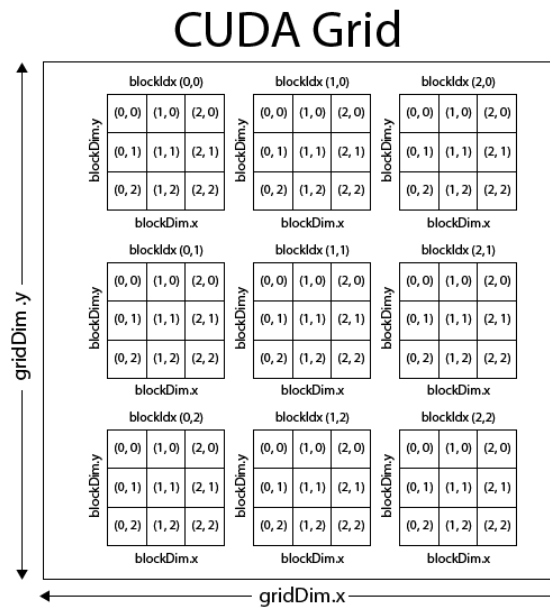 CUDA Grid
blockIdx (0,0) blockIdx (1,0) blockIdx (2,0)
(0, 0) (1, 0) (2, 0) (0, 0) (1, 0) (2, 0) (0, 0) (1, 0) (2, 0)
blockDim.y blockDim.y blockDim.y
(0, 1) (1, 1) (2, 1) (0, 1) (1, 1) (2, 1) (0, 1) (1, 1) (2, 1)
(0, 2) (1, 2) (2, 2) (0, 2) (1, 2) (2, 2) (0, 2) (1, 2) (2, 2)
blockDim.x blockDim.x blockDim.x
blockIdx (0,1) blockIdx (1,1) blockIdx (2,1)
(0, 0) (1, 0) (2, 0) (0, 0) (1, 0) (2, 0) (0, 0) (1, 0) (2, 0)
gridDim .y
blockDim.y blockDim.y blockDim.y
(0, 1) (1, 1) (2, 1) (0, 1) (1, 1) (2, 1) (0, 1) (1, 1) (2, 1)
(0, 2) (1, 2) (2, 2) (0, 2) (1, 2) (2, 2) (0, 2) (1, 2) (2, 2)
blockDim.x blockDim.x blockDim.x
blockIdx (0,2) blockIdx (1,2) blockIdx (2,2)
(0, 0) (1, 0) (2, 0) (0, 0) (1, 0) (2, 0) (0, 0) (1, 0) (2, 0)
blockDim.y blockDim.y blockDim.y
(0, 1) (1, 1) (2, 1) (0, 1) (1, 1) (2, 1) (0, 1) (1, 1) (2, 1)
(0, 2) (1, 2) (2, 2) (0, 2) (1, 2) (2, 2) (0, 2) (1, 2) (2, 2)
blockDim.x blockDim.x blockDim.x
gridDim.x